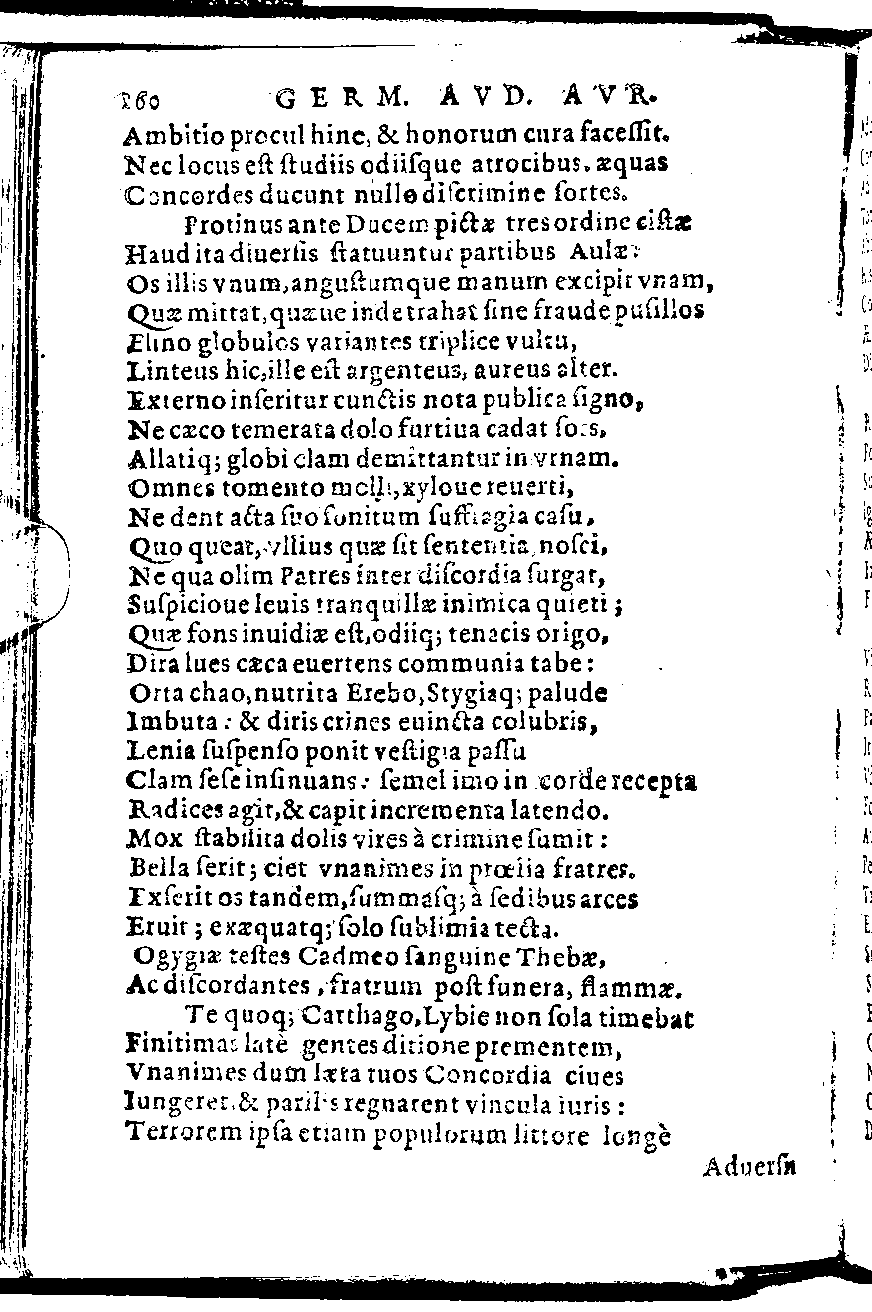 260 GERM. AVD. AVR.
Ambitio procul hinc, & honorum cura faceſſit.
Nec locus eſt ſtudiis odiiſque atrocibus. æquas
Concordes ducunt nullo diſcrimine ſortes.
Protinus ante Ducem pictæ tres ordine ciſtæ
Haud ita diuerſis ſtatuuntur partibus Aulæ:
Os illis vnum, anguſtumque manum excipit vnam,
Quæ mittat, quæue inde trahat ſine fraude puſillos
Elino globulos variantes triplice vultu,
Linteus hic, ille eſt argenteus, aureus alter.
Externo inſeritur cunctis nota publica ſigno,
Ne cæco temerata dolo furtiua cadat ſors,
Allatiq; globi clam demittantur in vrnam.
Omnes tomento molli, xyloue reuerti,
Ne dent acta ſuo ſonitum ſuffragia caſu,
Quo queat, vllius quæ ſit ſententia, noſci,
Ne qua olim Patres inter diſcordia ſurgat,
Suſpicioue leuis tranquillæ inimica quieti;
Quæ fons inuidiæ eſt, odiiq; tenacis origo,
Dira lues cæca euertens communia tabe:
Orta chao, nutrita Erebo, Stygiaq; palude
Imbuta: & diris crines euincta colubris,
Lenia ſuſpenſo ponit veſtigia paſſu
Clam ſeſe inſinuans: ſemel imo in corde recepta
Radices agit, & capit incrementa latendo.
Mox ſtabilita dolis vires à crimine ſumit:
Bella ſerit; ciet vnanimes in prœlia fratres.
Exſerit os tandem, ſummaſq; à ſedibus arces
Eruit; exæquatq; ſolo ſublimia tecta.
Ogygiæ teſtes Cadmeo ſanguine Thebæ,
Ac diſcordantes, fratrum poſt funera, flammæ.
Te quoq; Carthago, Lybie non ſola timebat
Finitimas latè gentes ditione prementem,
Vnanimes dum læta tuos Concordia ciues
Iungeret, & parilis regnarent vincula iuris:
Terrorem ipſa etiam populorum littore longè
Aduerſn